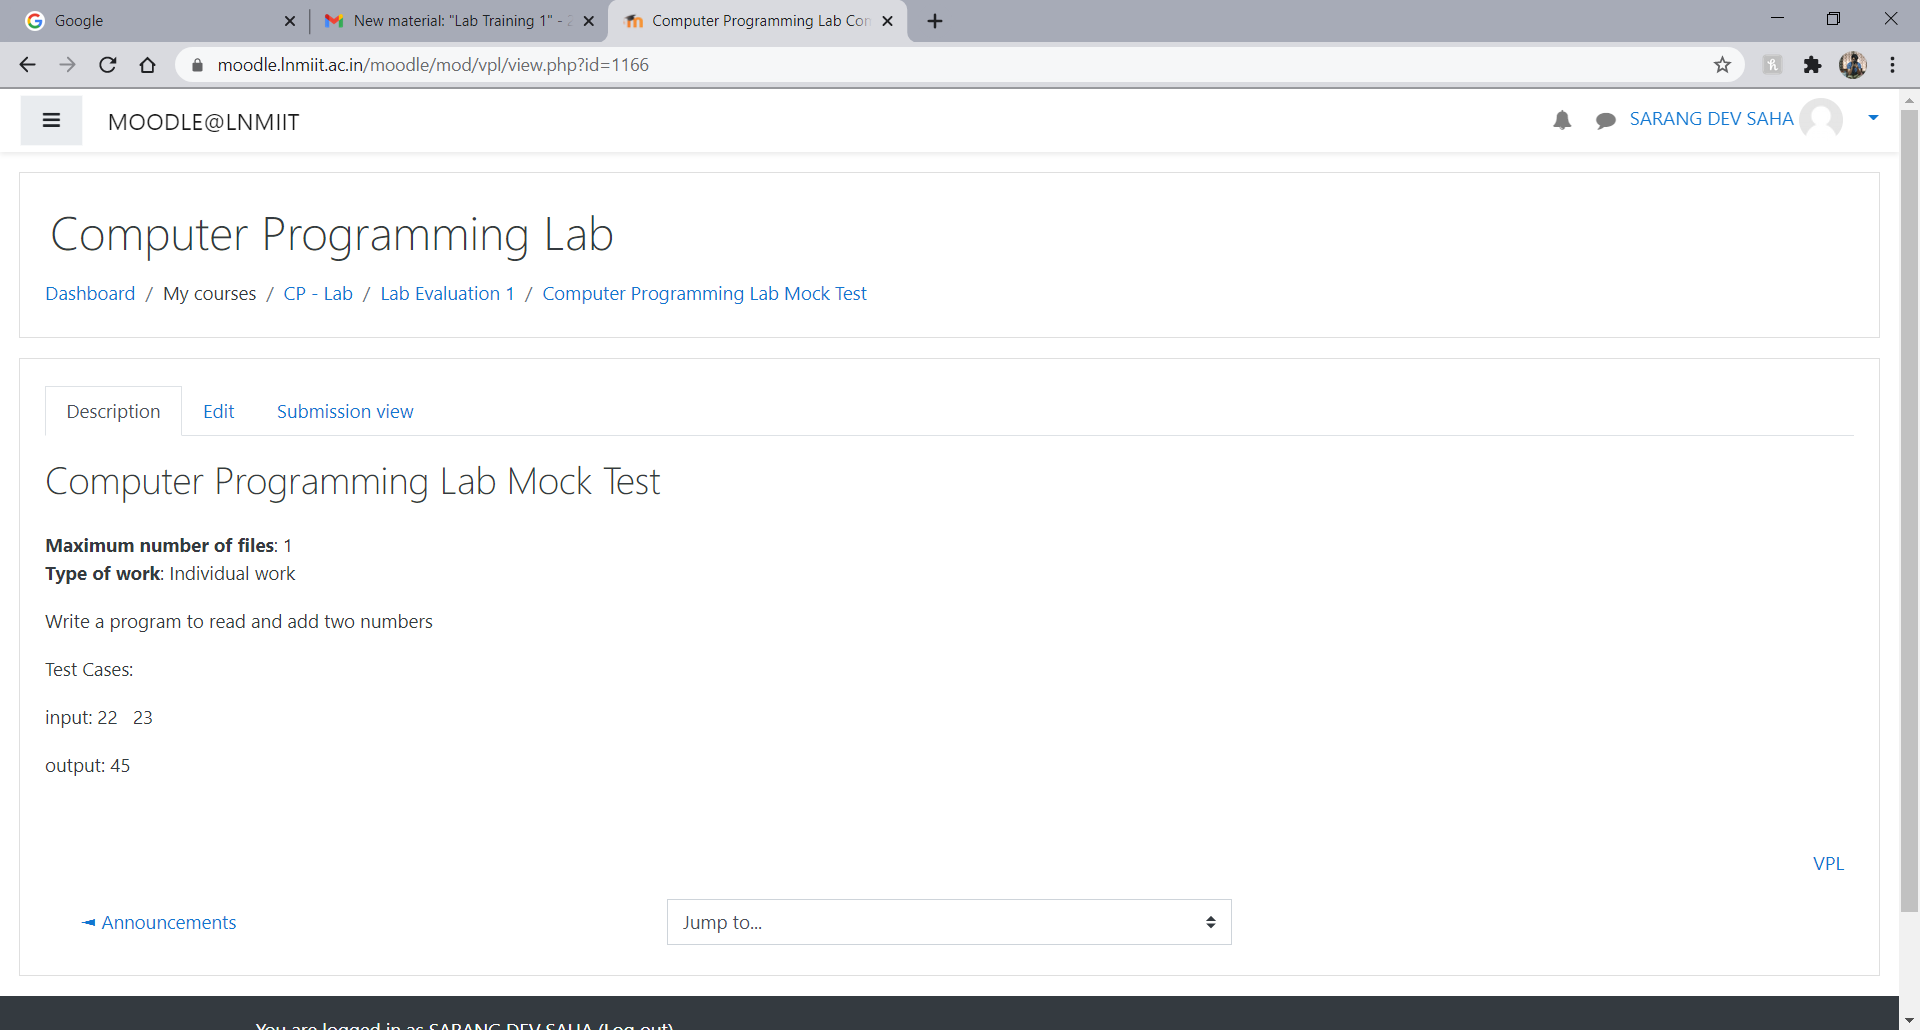 Google
New material: "Lab Training 1" - 2
Computer Programming Lab Con
moodle.lnmiit.ac.in/moodle/mod/vpl/view.php?id=1166
MOODLE@LNMIIT
SARANG DEV SAHA
Computer Programming Lab
Dashboard / My courses / CP - Lab / Lab Evaluation 1 / Computer Programming Lab Mock Test
Description
Edit
Submission view
Computer Programming Lab Mock Test
Maximum number of files: 1
Type of work: Individual work
Write a program to read and add two numbers
Test Cases:
input: 22 23
output: 45
VPL
◄ Announcements
Jump to...
You are logged in as SARANG DEV SAHA (Log out)